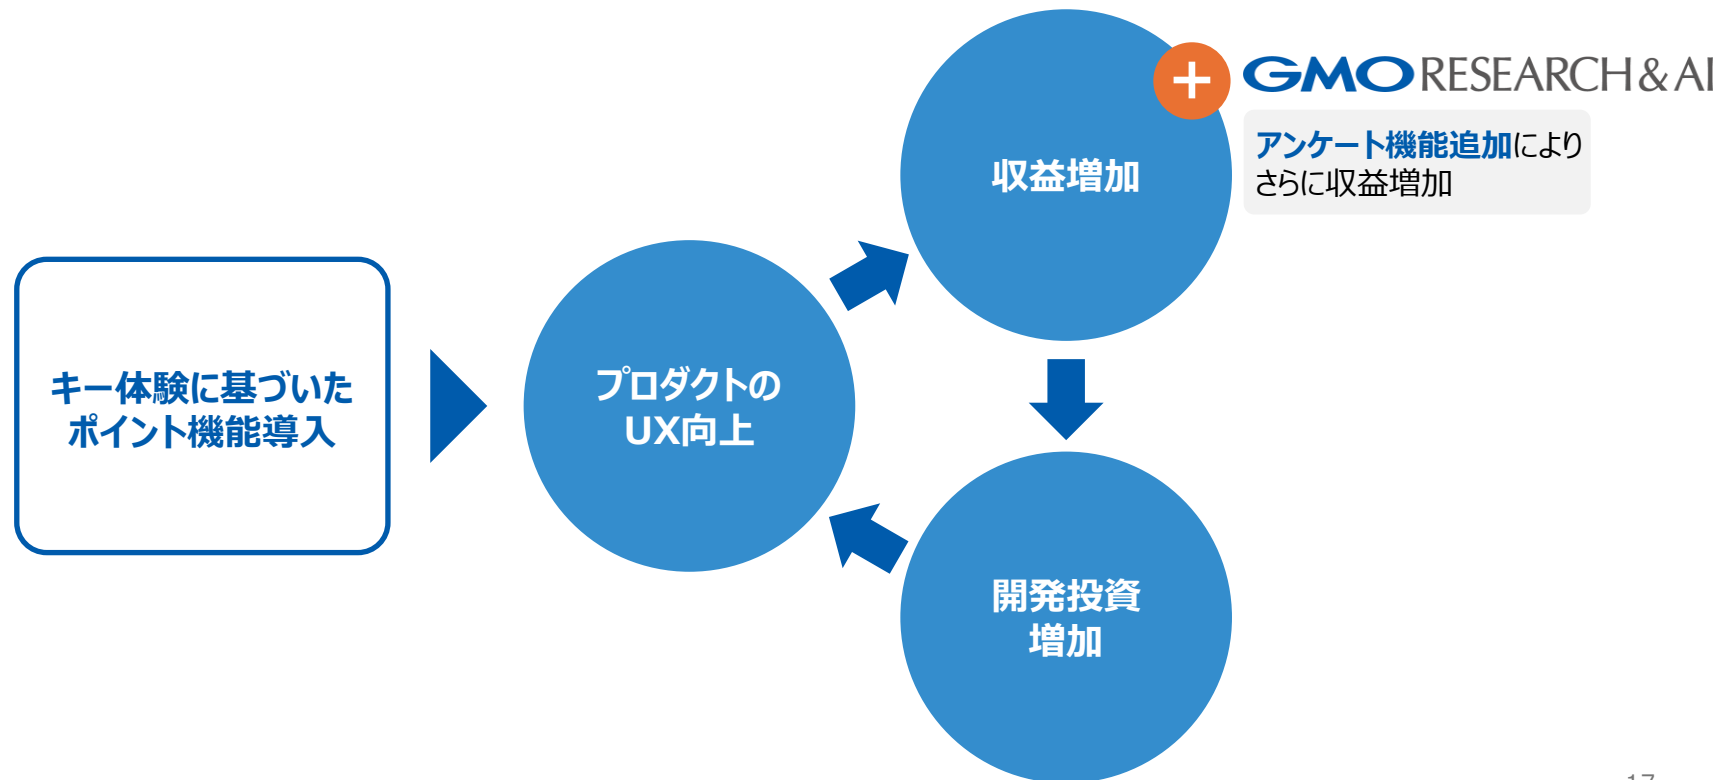 GMO RESEARCH & AI
アンケート機能追加により
さらに収益増加
収益増加
キー体験に基づいた
ポイント機能導入
プロダクトの
UX向上
開発投資
増加
17